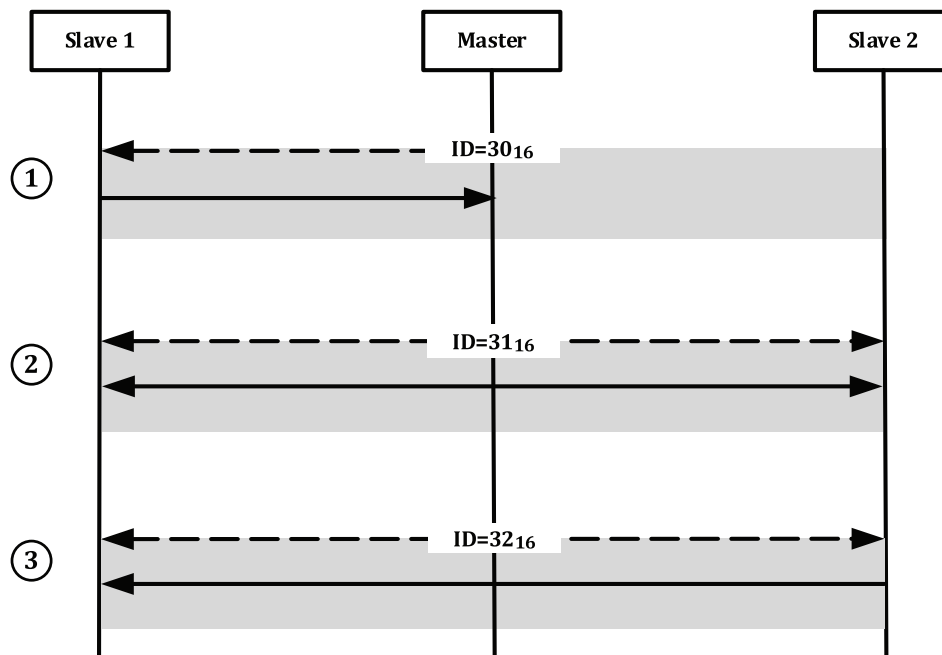 Slave 1
Master
Slave 2
ID=30₁₆
1
ID=31₁₆
2
ID=32₁₆
3